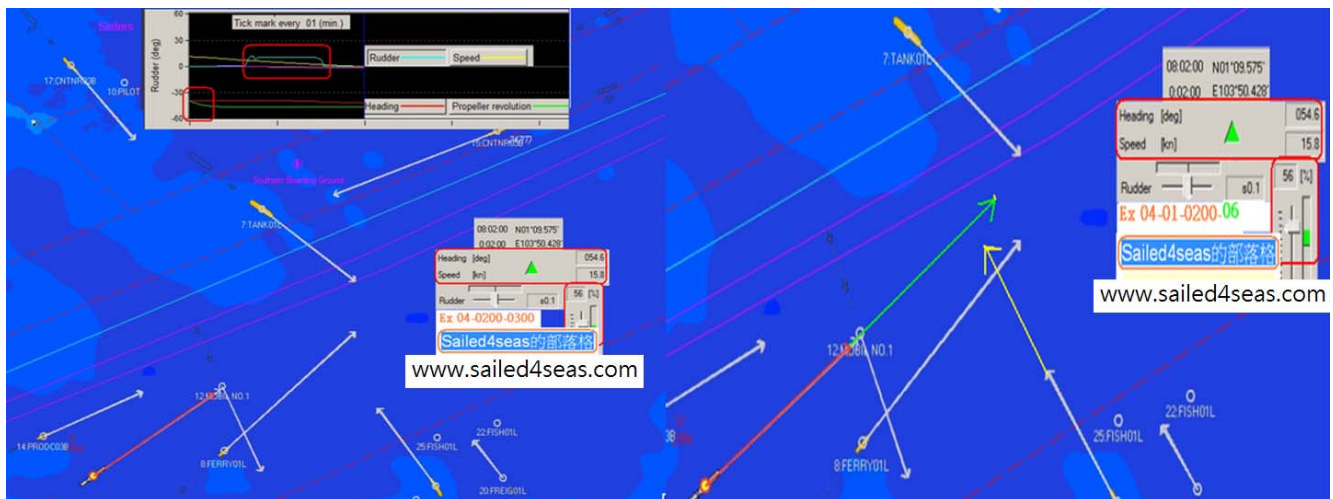 Sisters
60
30
0
-30
-60
Rudder (deg)
Tick mark every 01 (min.)
Rudder
Speed
Heading
Propeller revolution
17:CNTNR30B
10:PILOT
Southern Boarding Ground
7:TANK01L
08:02:00 N01°09.575'
0:02:00 E103°50.428'
Heading [deg] 054.6
Speed [kn] 15.8
Rudder s0.1
56 [%]
Ex 04-0200-0300
Sailed4seas的部落格
www.sailed4seas.com
12:MOBIL NO.1
14:PRODC03B
8:FERRY01L
25:FISH01L
22:FISH01L
20:FREIG01L
7:TANK01L
08:02:00 N01°09.575'
0:02:00 E103°50.428'
Heading [deg] 054.6
Speed [kn] 15.8
Rudder s0.1
56 [%]
Ex 04-01-0200-06
Sailed4seas的部落格
www.sailed4seas.com
12:MOBIL NO.1
8:FERRY01L
22:FISH01L
25:FISH01L